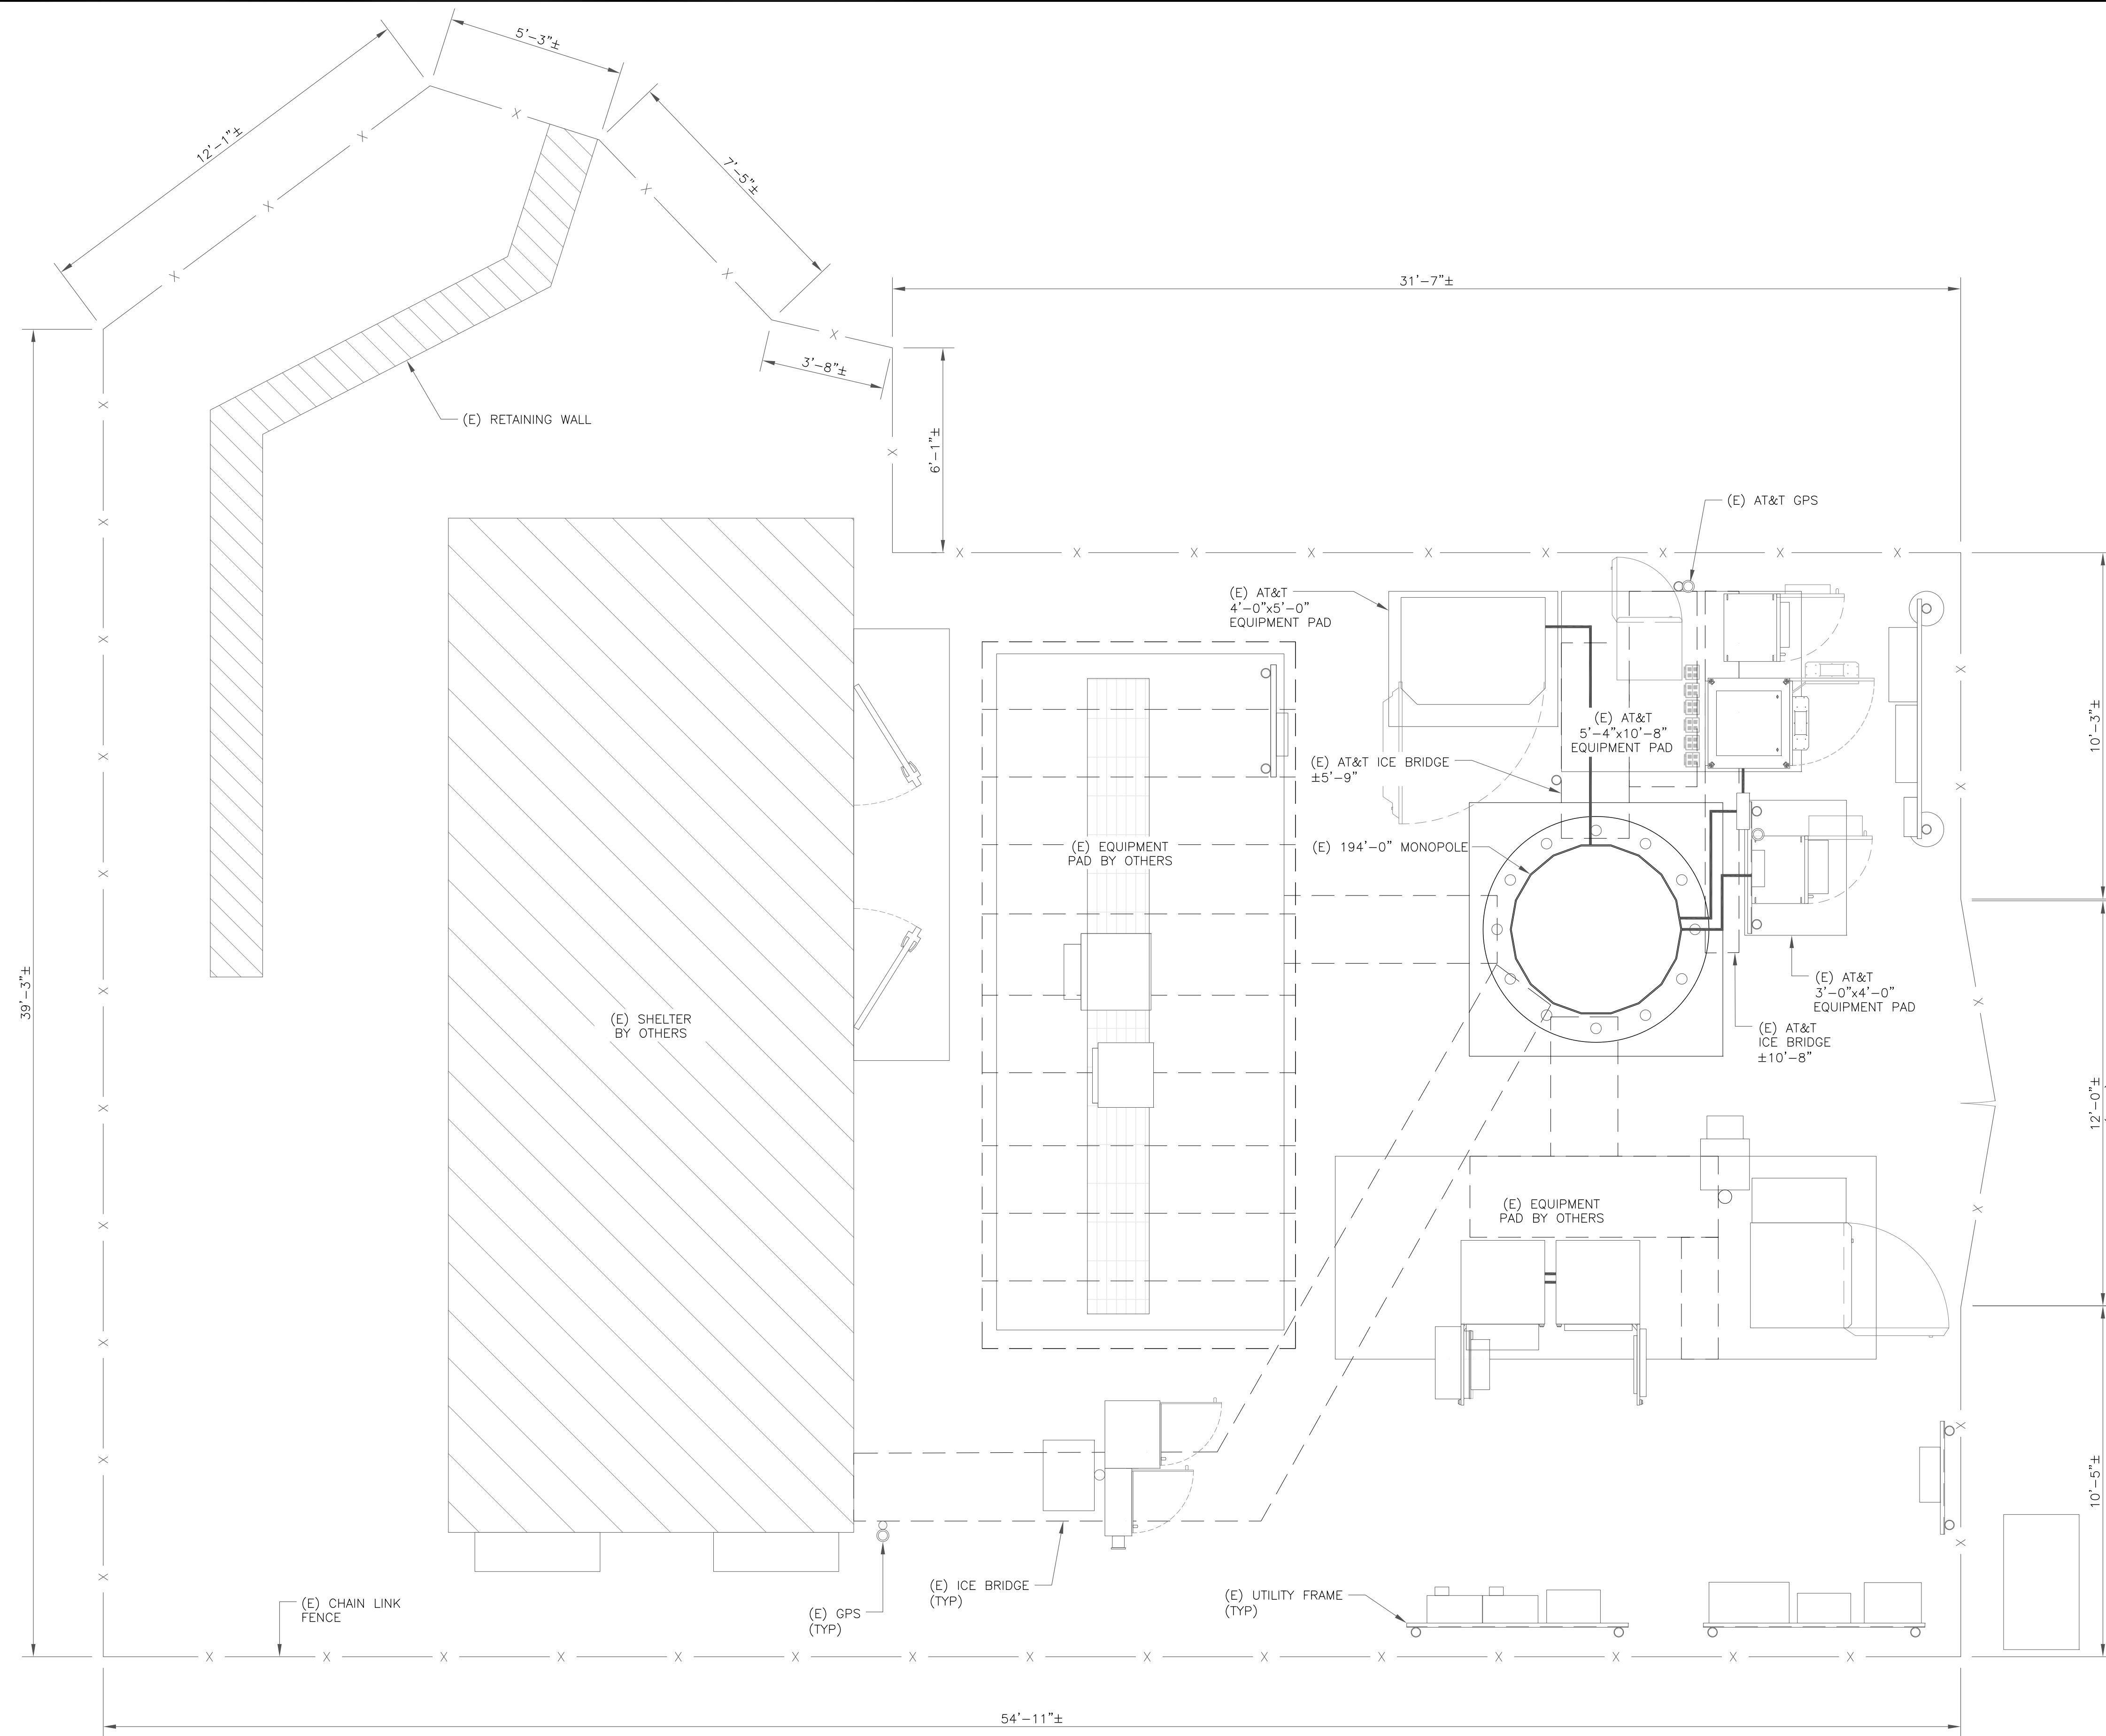 5'-3"±
12'-1"±
7'-5"±
31'-7"±
3'-8"±
(E) RETAINING WALL
6'-1"±
(E) AT&T GPS
(E) AT&T
4'-0"x5'-0"
EQUIPMENT PAD
(E) AT&T
5'-4"x10'-8"
EQUIPMENT PAD
10'-3"±
(E) AT&T ICE BRIDGE
±5'-9"
(E) 194'-0" MONOPOLE
(E) EQUIPMENT
PAD BY OTHERS
39'-3"±
(E) SHELTER
BY OTHERS
(E) AT&T
3'-0"x4'-0"
EQUIPMENT PAD
(E) AT&T
ICE BRIDGE
±10'-8"
12'-0"±
(E) EQUIPMENT
PAD BY OTHERS
10'-5"±
(E) CHAIN LINK
FENCE
(E) GPS
(TYP)
(E) ICE BRIDGE
(TYP)
(E) UTILITY FRAME
(TYP)
54'-11"±